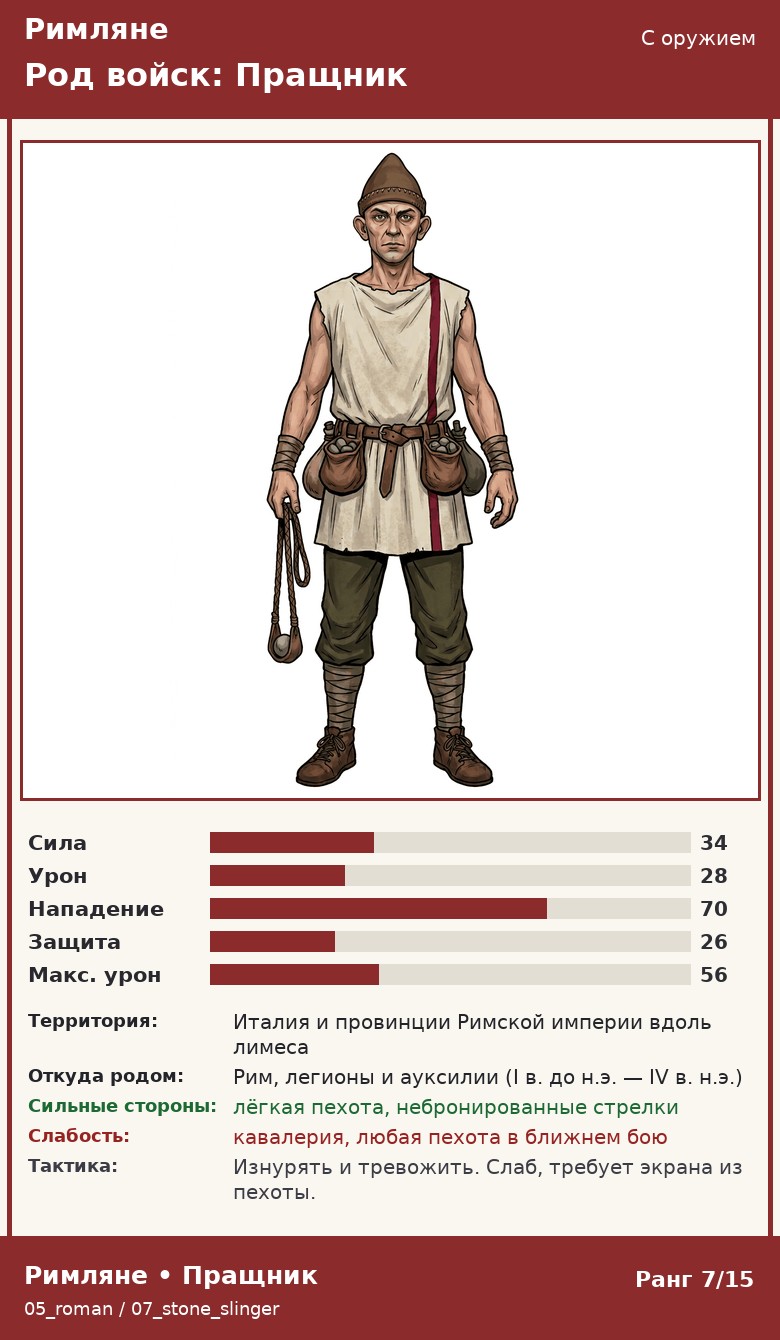 Римляне
С оружием
Род войск: Пращник
Сила 34
Урон 28
Нападение 70
Защита 26
Макс. урон 56
Территория: Италия и провинции Римской империи вдоль
лимеса
Откуда родом: Рим, легионы и ауксилии (I в. до н.э. — IV в. н.э.)
Сильные стороны: лёгкая пехота, небронированные стрелки
Слабость: кавалерия, любая пехота в ближнем бою
Тактика: Изнурять и тревожить. Слаб, требует экрана из
пехоты.
Римляне • Пращник
Ранг 7/15
05_roman / 07_stone_slinger